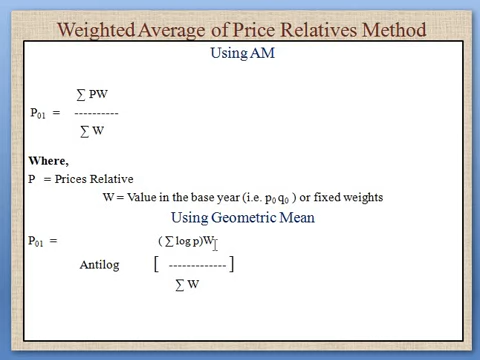 Weighted Average of Price Relatives Method
Using AM
∑ PW
P₀₁ = ----------
∑ W
Where,
P = Prices Relative
W = Value in the base year (i.e. p₀ q₀ ) or fixed weights
Using Geometric Mean
P₀₁ = ( ∑ log p)W
Antilog [ ------------- ]
∑ W